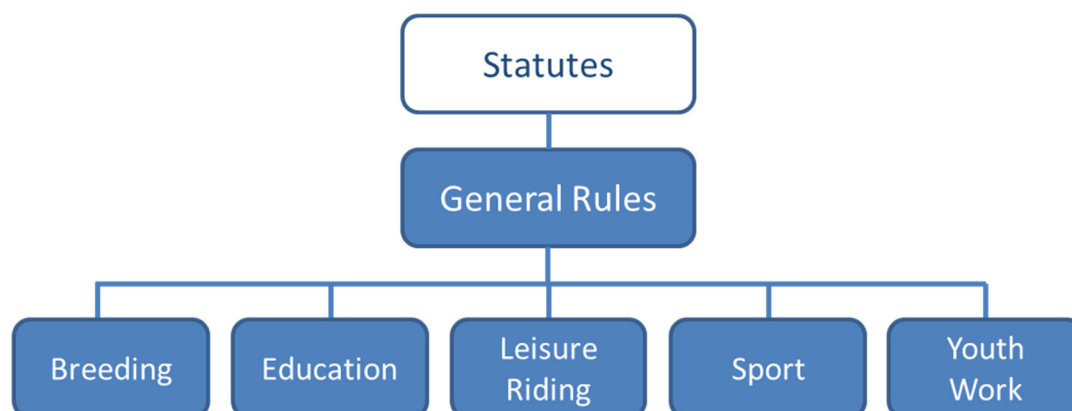 Statutes
General Rules
Breeding
Education
Leisure
Riding
Sport
Youth
Work